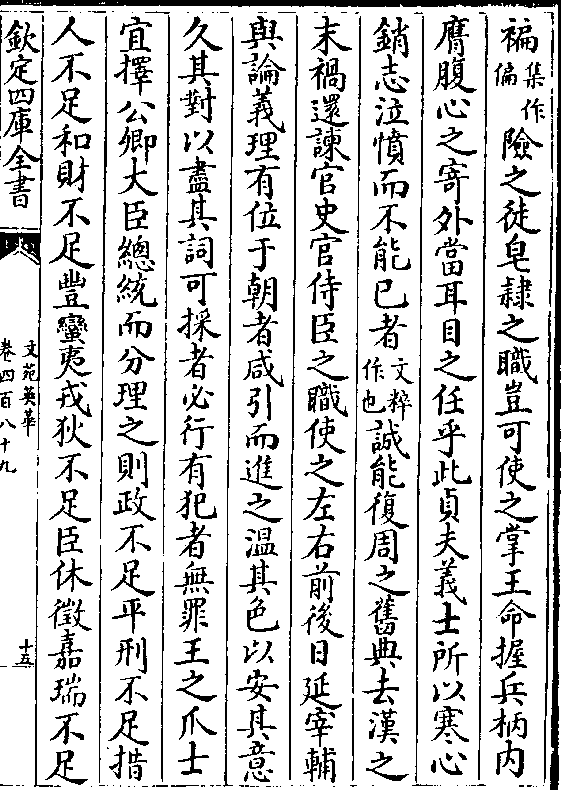 褊集作偏險之徒皂隸之職豈可使之掌王命握兵柄内
膺腹心之寄外當耳目之任乎此貞夫義士所以寒心
銷志泣憤而不能已者文粹作也誠能復周之舊典去漢之
末禍還諫官史官侍臣之職使之左右前後日延宰輔
與論義理有位于朝者咸引而進之溫其色以安其意
久其對以盡其詞可採者必行有犯者無罪王之爪士
宜擇公卿大臣總統而分理之則政不足平刑不足措
人不足和財不足豐蠻夷戎狄不足臣休徵嘉瑞不足
欽定四庫全書
文苑英華
卷四百八十九
十五